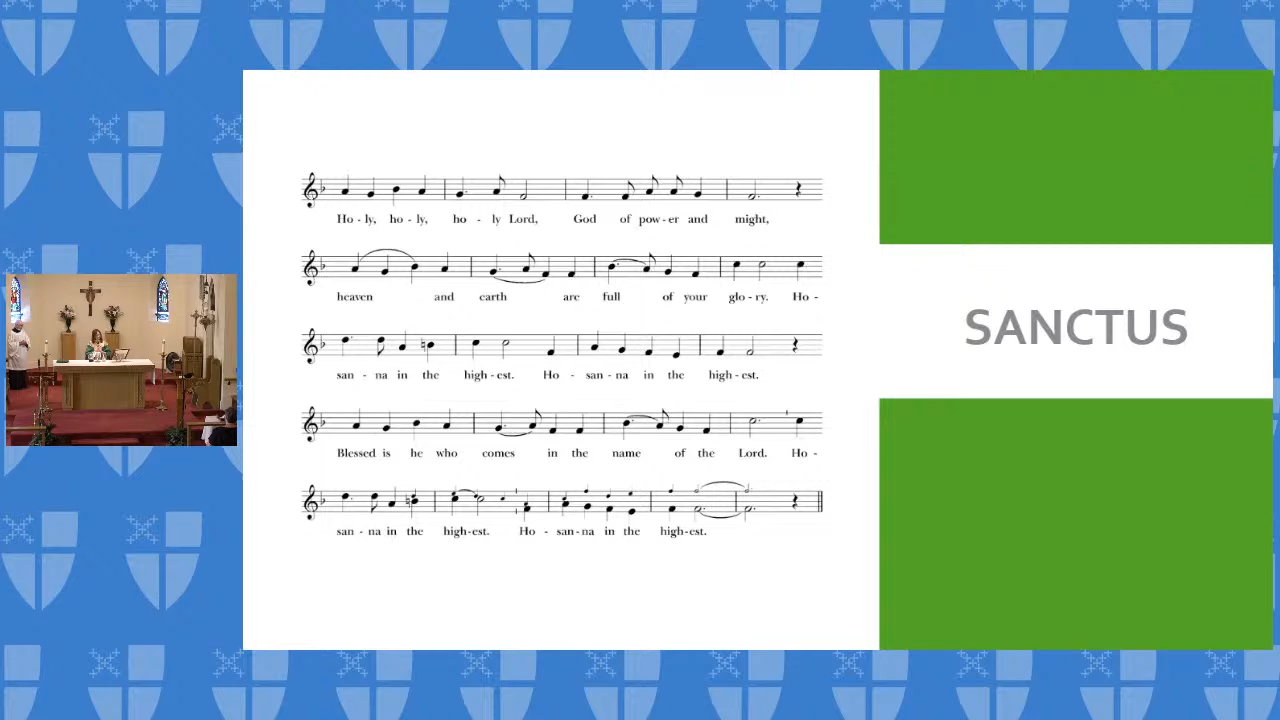 Ho - ly, ho - ly, ho - ly Lord, God of pow - er and might,
heaven and earth are full of your glo - ry. Ho -
san - na in the high - est. Ho - san - na in the high - est.
Blessed is he who comes in the name of the Lord. Ho -
san - na in the high - est. Ho - san - na in the high - est.
SANCTUS